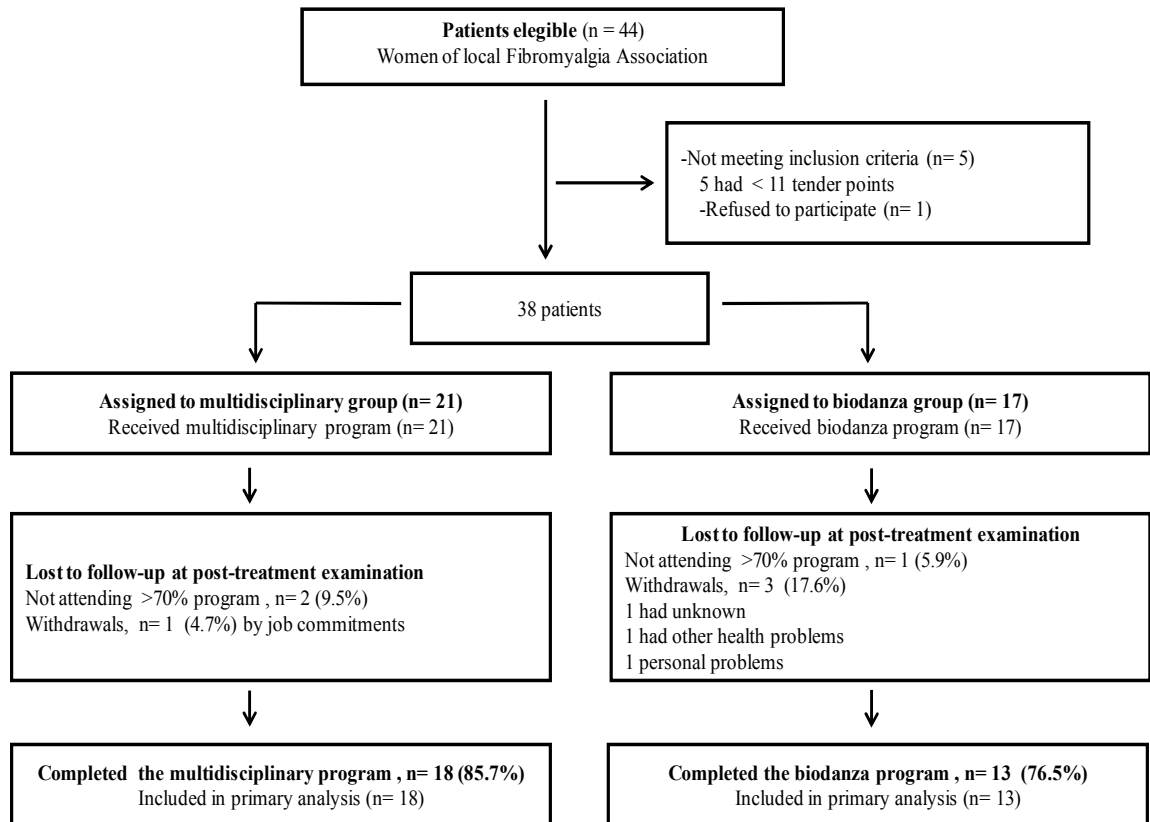 Patients elegible (n = 44)
Women of local Fibromyalgia Association
-Not meeting inclusion criteria (n= 5)
5 had < 11 tender points
-Refused to participate (n= 1)
38 patients
Assigned to multidisciplinary group (n= 21)
Received multidisciplinary program (n= 21)
Assigned to biodanza group (n= 17)
Received biodanza program (n= 17)
Lost to follow-up at post-treatment examination
Not attending >70% program , n= 2 (9.5%)
Withdrawals, n= 1 (4.7%) by job commitments
Lost to follow-up at post-treatment examination
Not attending >70% program , n= 1 (5.9%)
Withdrawals, n= 3 (17.6%)
1 had unknown
1 had other health problems
1 personal problems
Completed the multidisciplinary program , n= 18 (85.7%)
Included in primary analysis (n= 18)
Completed the biodanza program , n= 13 (76.5%)
Included in primary analysis (n= 13)